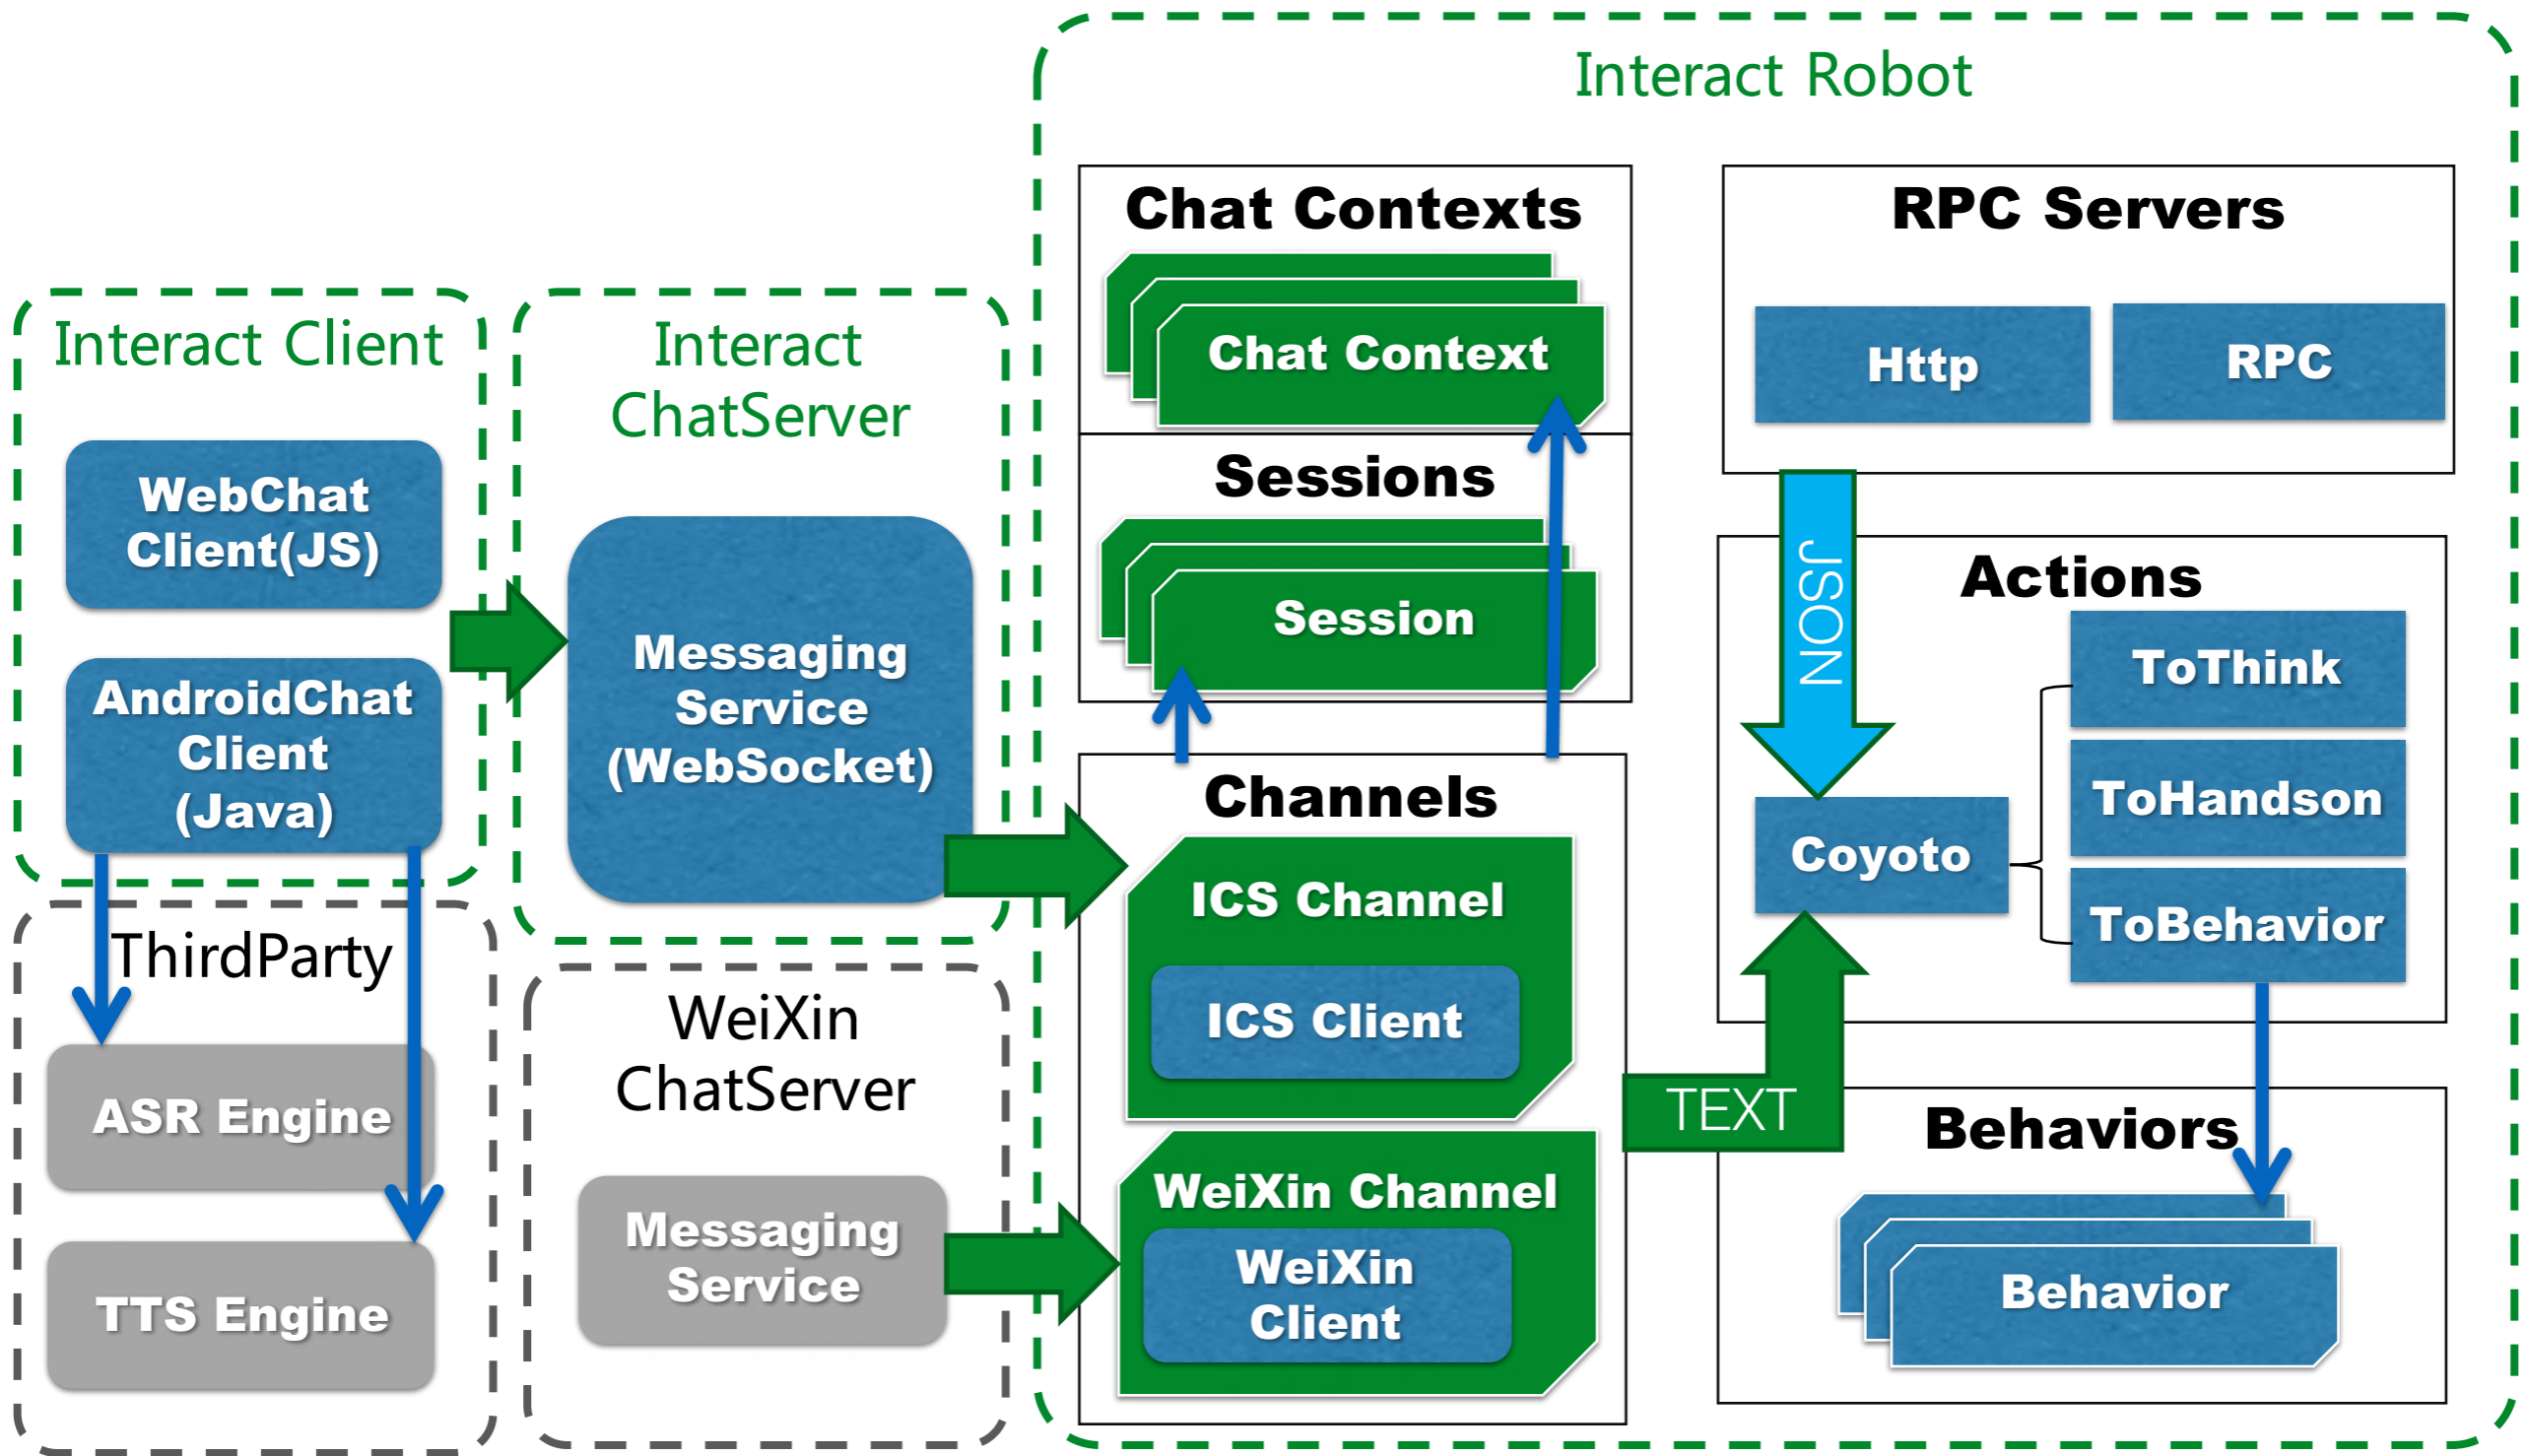 Interact Client
WebChat
Client(JS)
AndroidChat
Client
(Java)
ThirdParty
ASR Engine
TTS Engine
Interact
ChatServer
Messaging
Service
(WebSocket)
WeiXin
ChatServer
Messaging
Service
Interact Robot
Chat Contexts
Chat Context
Sessions
Session
Channels
ICS Channel
ICS Client
WeiXin Channel
WeiXin
Client
RPC Servers
Http
RPC
JSON
Actions
ToThink
ToHandson
ToBehavior
Coyoto
TEXT
Behaviors
Behavior